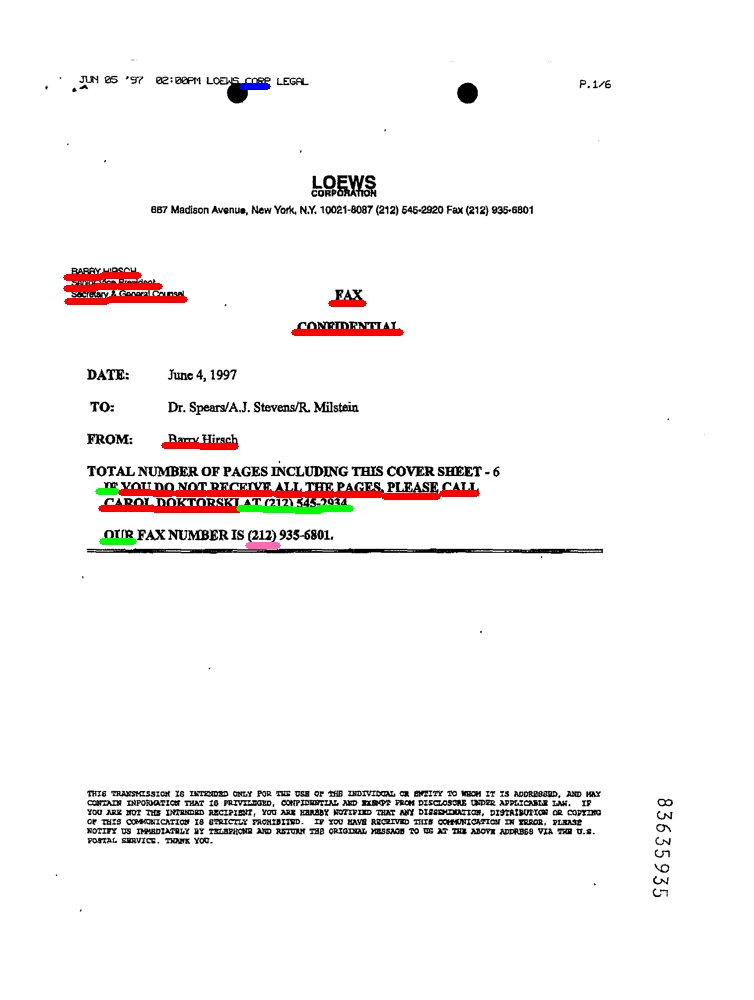 JUN 05 '97 02:00PM LOEWS CORP LEGAL P.1/6
LOEWS
CORPORATION
667 Madison Avenue, New York, N.Y. 10021-8087 (212) 545-2920 Fax (212) 935-6801
BARRY HIRSCH
Senior Vice President
Secretary & General Counsel
FAX
CONFIDENTIAL
DATE: June 4, 1997
TO: Dr. Spears/A.J. Stevens/R. Milstein
FROM: Barry Hirsch
TOTAL NUMBER OF PAGES INCLUDING THIS COVER SHEET - 6
IF YOU DO NOT RECEIVE ALL THE PAGES, PLEASE CALL
CAROL DOKTORSKI AT (212) 545-2934
OUR FAX NUMBER IS (212) 935-6801.
THIS TRANSMISSION IS INTENDED ONLY FOR THE USE OF THE INDIVIDUAL OR ENTITY TO WHOM IT IS ADDRESSED, AND MAY
CONTAIN INFORMATION THAT IS PRIVILEGED, CONFIDENTIAL AND EXEMPT FROM DISCLOSURE UNDER APPLICABLE LAW. IF
YOU ARE NOT THE INTENDED RECIPIENT, YOU ARE HEREBY NOTIFIED THAT ANY DISSEMINATION, DISTRIBUTION OR COPYING
OF THIS COMMUNICATION IS STRICTLY PROHIBITED. IF YOU HAVE RECEIVED THIS COMMUNICATION IN ERROR, PLEASE
NOTIFY US IMMEDIATELY BY TELEPHONE AND RETURN THE ORIGINAL MESSAGE TO US AT THE ABOVE ADDRESS VIA THE U.S.
POSTAL SERVICE. THANK YOU.
83635935